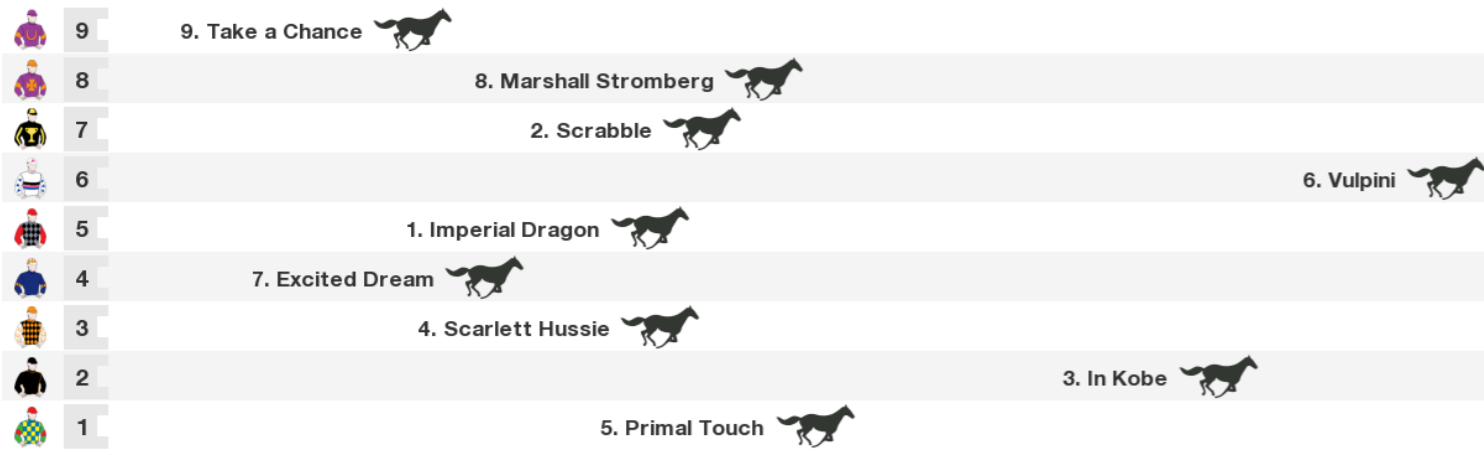 9 9. Take a Chance
8 8. Marshall Stromberg
7 2. Scrabble
6 6. Vulpini
5 1. Imperial Dragon
4 7. Excited Dream
3 4. Scarlett Hussie
2 3. In Kobe
1 5. Primal Touch